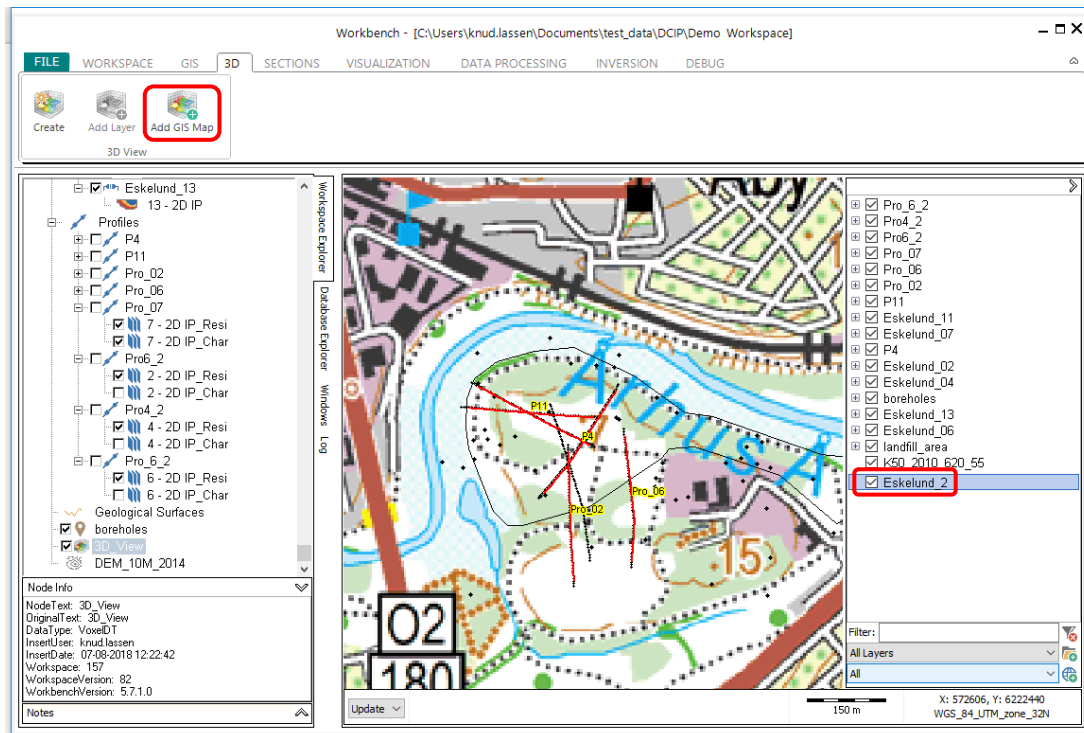 Workbench - [C:\Users\knud.lassen\Documents\test_data\DCIP\Demo Workspace]
FILE WORKSPACE GIS 3D SECTIONS VISUALIZATION DATA PROCESSING INVERSION DEBUG
Create Add Layer Add GIS Map
3D View
Eskelund_13
13 - 2D IP
Profiles
P4
P11
Pro_02
Pro_06
Pro_07
7 - 2D IP_Resi
7 - 2D IP_Char
Pro6_2
2 - 2D IP_Resi
2 - 2D IP_Char
Pro4_2
4 - 2D IP_Resi
4 - 2D IP_Char
Pro_6_2
6 - 2D IP_Resi
6 - 2D IP_Char
Geological Surfaces
boreholes
3D_View
DEM_10M_2014
Node Info
NodeText: 3D_View
OriginalText: 3D_View
DataType: VoxelDT
InsertUser: knud.lassen
InsertDate: 07-08-2018 12:22:42
Workspace: 157
WorkspaceVersion: 82
WorkbenchVersion: 5.7.1.0
Notes
Workspace Explorer
Database Explorer
Windows
Log
Åby
Århus Å
P11
P4
Pro_06
Pro_02
15
O2
180
Update
150 m
X: 572606, Y: 6222440
WGS_84_UTM_zone_32N
Pro_6_2
Pro4_2
Pro6_2
Pro_07
Pro_06
Pro_02
P11
Eskelund_11
Eskelund_07
P4
Eskelund_02
Eskelund_04
boreholes
Eskelund_13
Eskelund_06
landfill_area
K50_2010_620_55
Eskelund_2
Filter:
All Layers
All